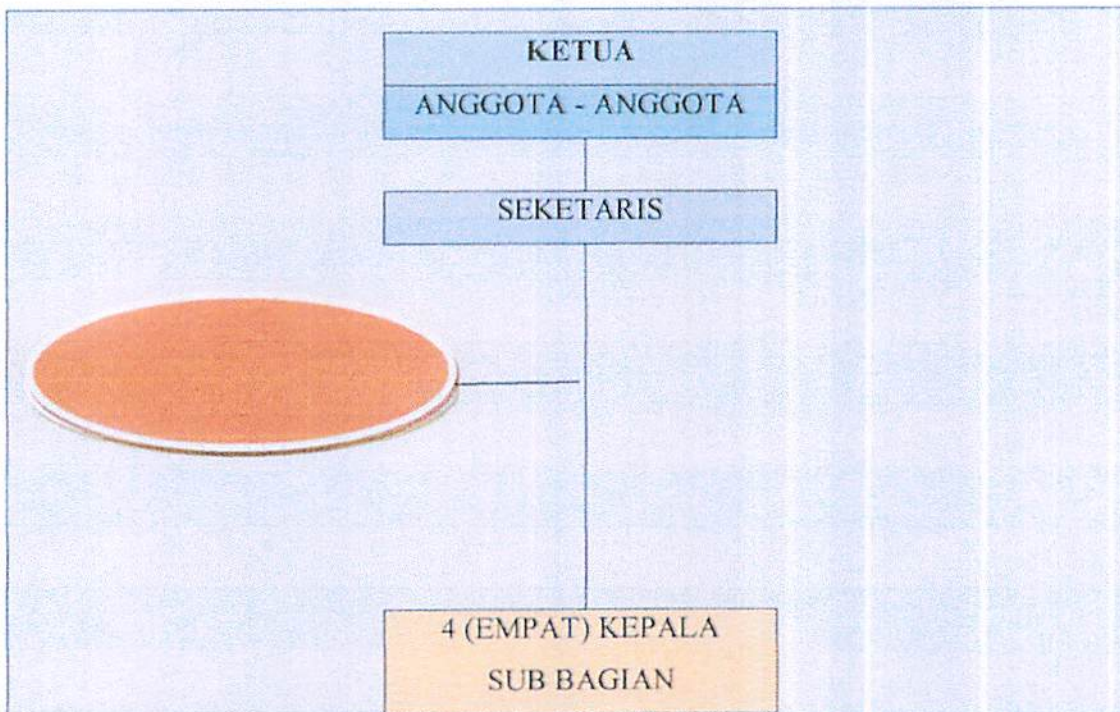 KETUA
ANGGOTA - ANGGOTA
SEKETARIS
4 (EMPAT) KEPALA
SUB BAGIAN